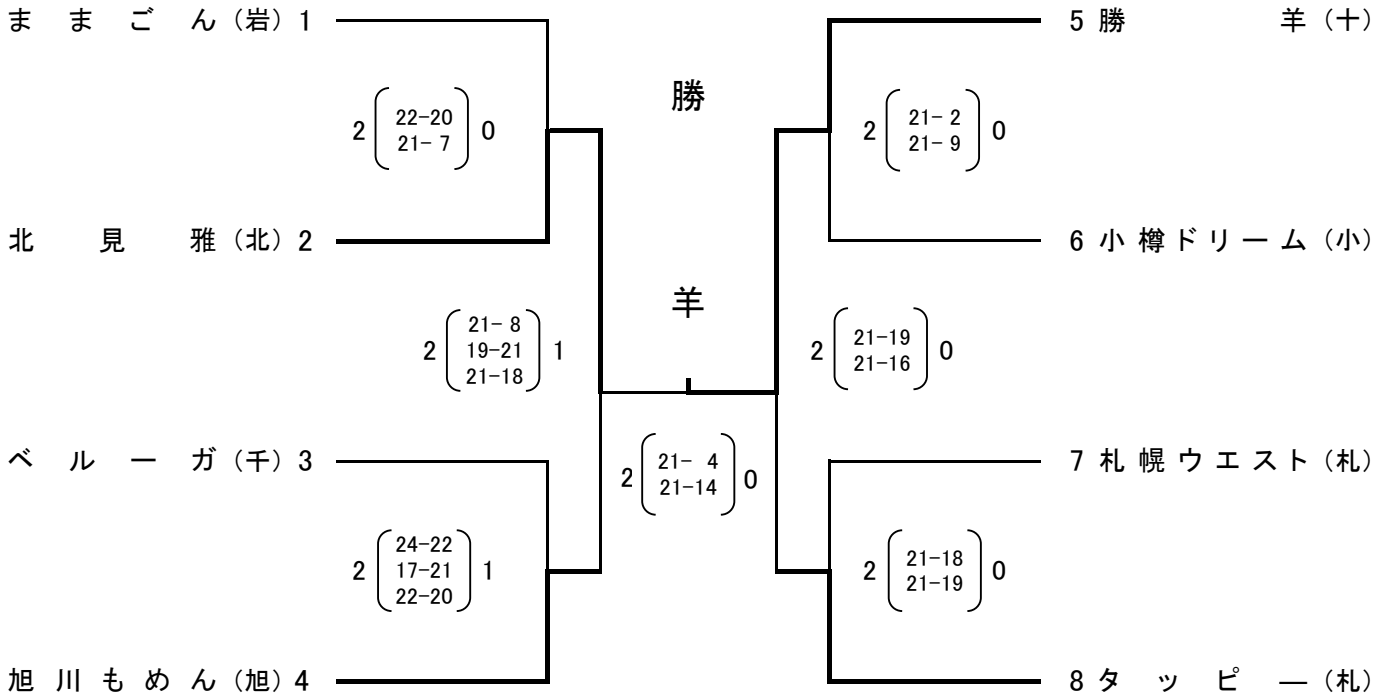 ままごん（岩）1
5 勝羊（十）
勝
2 22-20 0
21- 7
2 21- 2 0
21- 9
北見雅（北）2
6 小樽ドリーム（小）
羊
2 21- 8 1
19-21
21-18
2 21-19 0
21-16
ベルーガ（千）3
7 札幌ウエスト（札）
2 21- 4 0
21-14
2 24-22 1
17-21
22-20
2 21-18 0
21-19
旭川もめん（旭）4
8 タッピー（札）